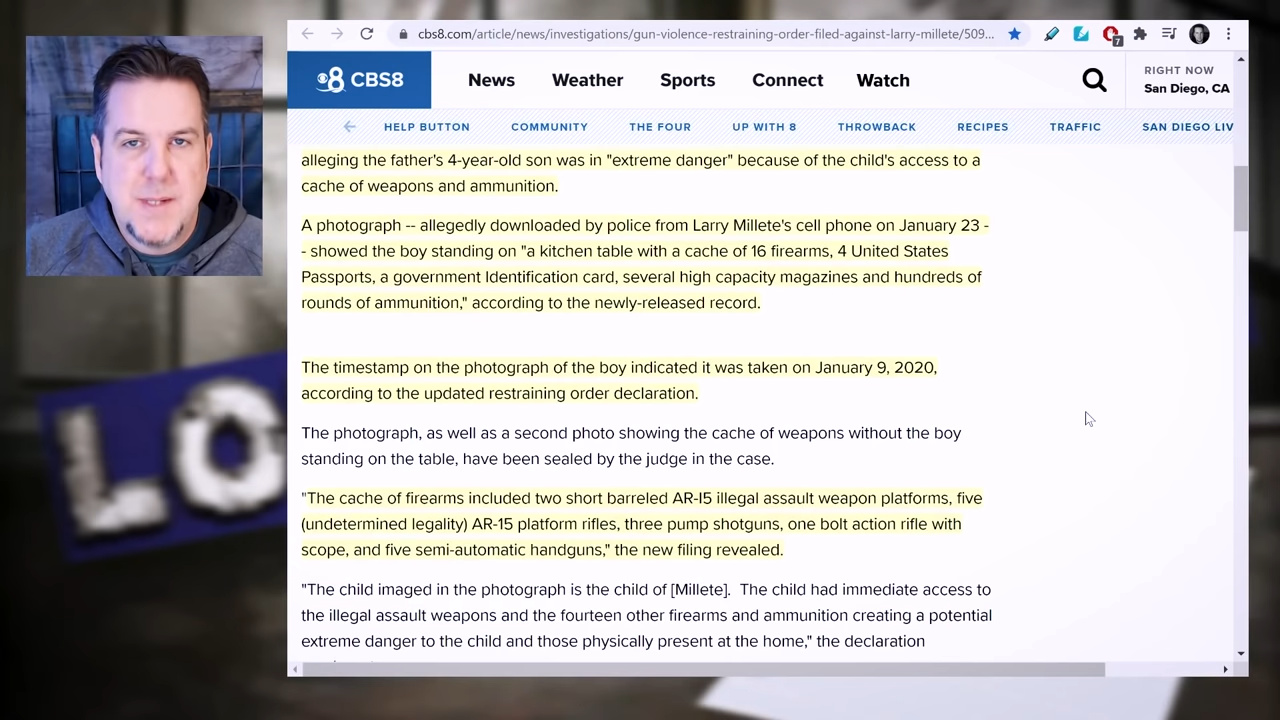 cbs8.com/article/news/investigations/gun-violence-restraining-order-filed-against-larry-millete/509...
7
8 CBS8
News Weather Sports Connect Watch
RIGHT NOW
San Diego, CA
HELP BUTTON COMMUNITY THE FOUR UP WITH 8 THROWBACK RECIPES TRAFFIC SAN DIEGO LIV
alleging the father's 4-year-old son was in "extreme danger" because of the child's access to a
cache of weapons and ammunition.
A photograph -- allegedly downloaded by police from Larry Millete's cell phone on January 23 -
- showed the boy standing on "a kitchen table with a cache of 16 firearms, 4 United States
Passports, a government Identification card, several high capacity magazines and hundreds of
rounds of ammunition," according to the newly-released record.
The timestamp on the photograph of the boy indicated it was taken on January 9, 2020,
according to the updated restraining order declaration.
The photograph, as well as a second photo showing the cache of weapons without the boy
standing on the table, have been sealed by the judge in the case.
"The cache of firearms included two short barreled AR-I5 illegal assault weapon platforms, five
(undetermined legality) AR-15 platform rifles, three pump shotguns, one bolt action rifle with
scope, and five semi-automatic handguns," the new filing revealed.
"The child imaged in the photograph is the child of [Millete].  The child had immediate access to
the illegal assault weapons and the fourteen other firearms and ammunition creating a potential
extreme danger to the child and those physically present at the home," the declaration
LO